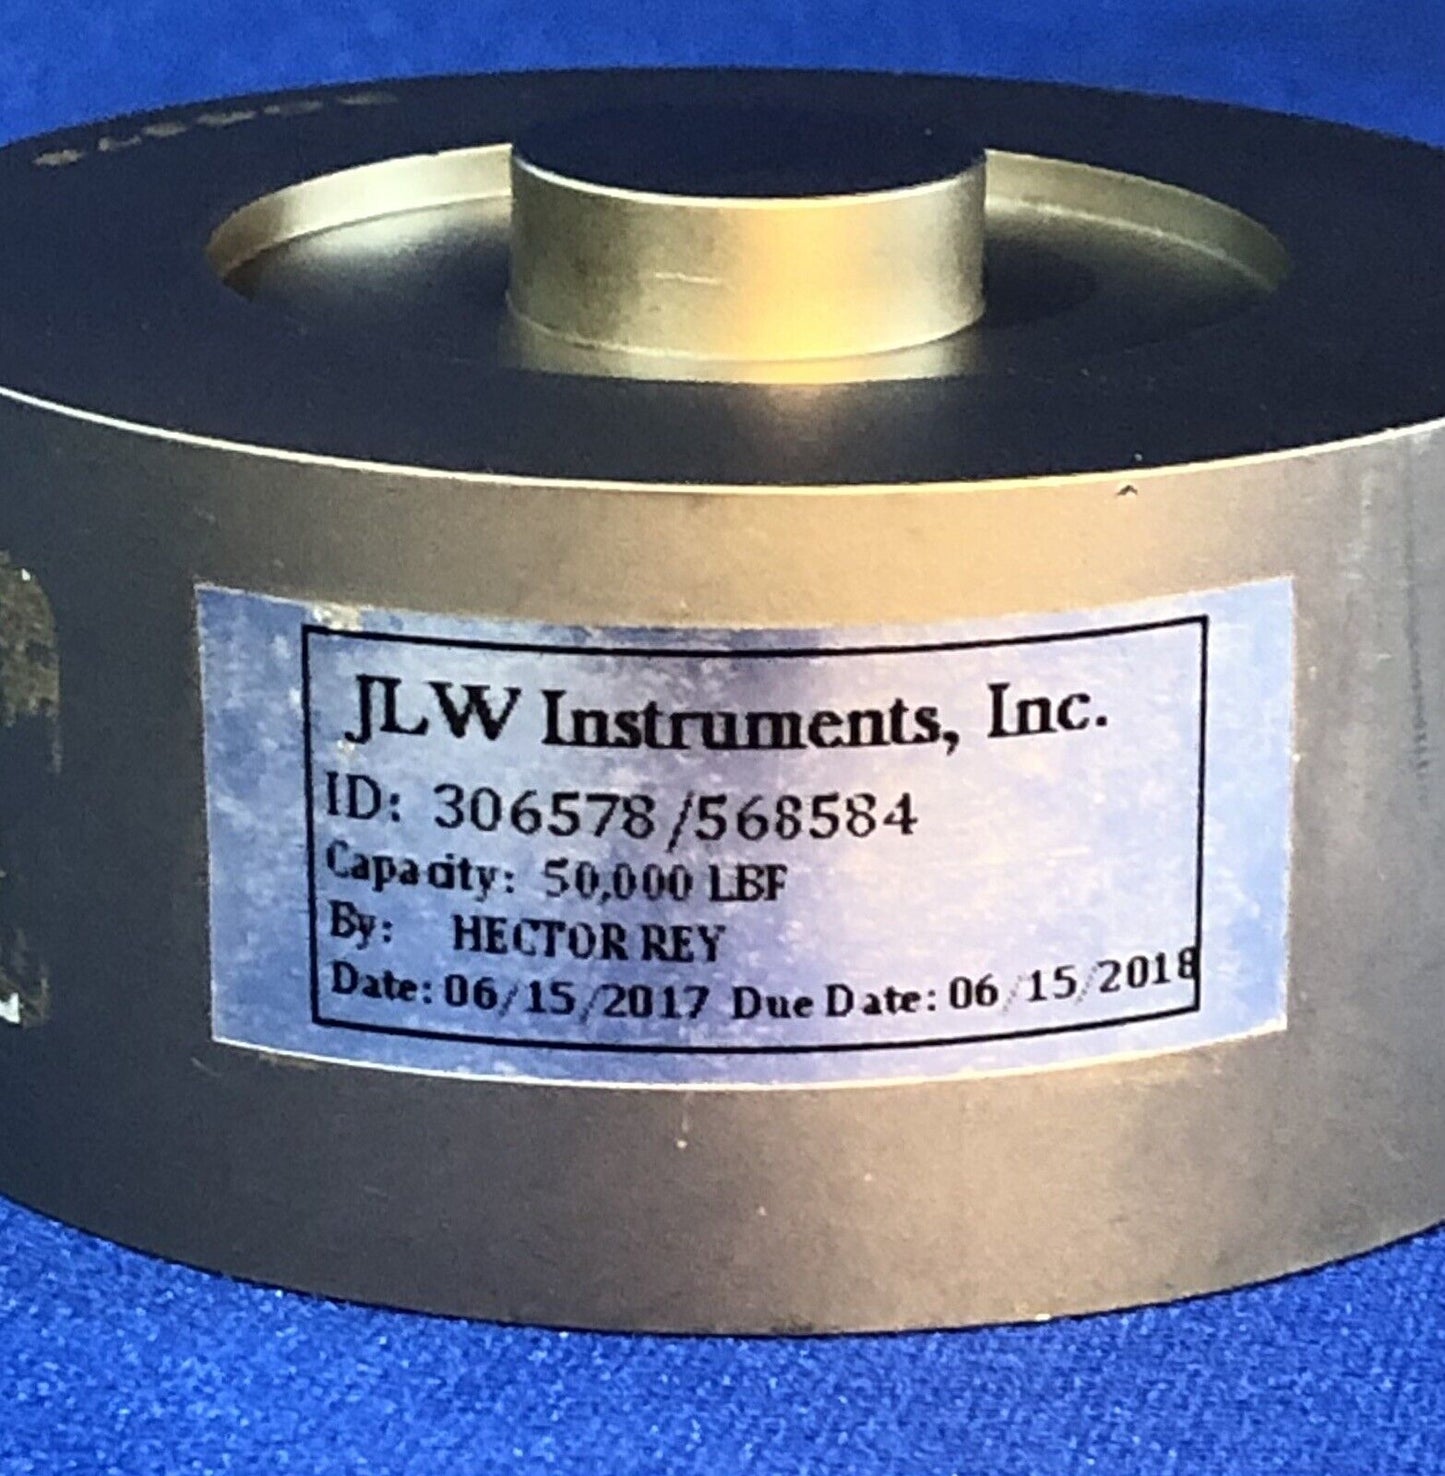 JLW Instruments, Inc.
ID: 306578/568584
Capacity: 50,000 LBF
By: HECTOR REY
Date: 06/15/2017 Due Date: 06/15/2018